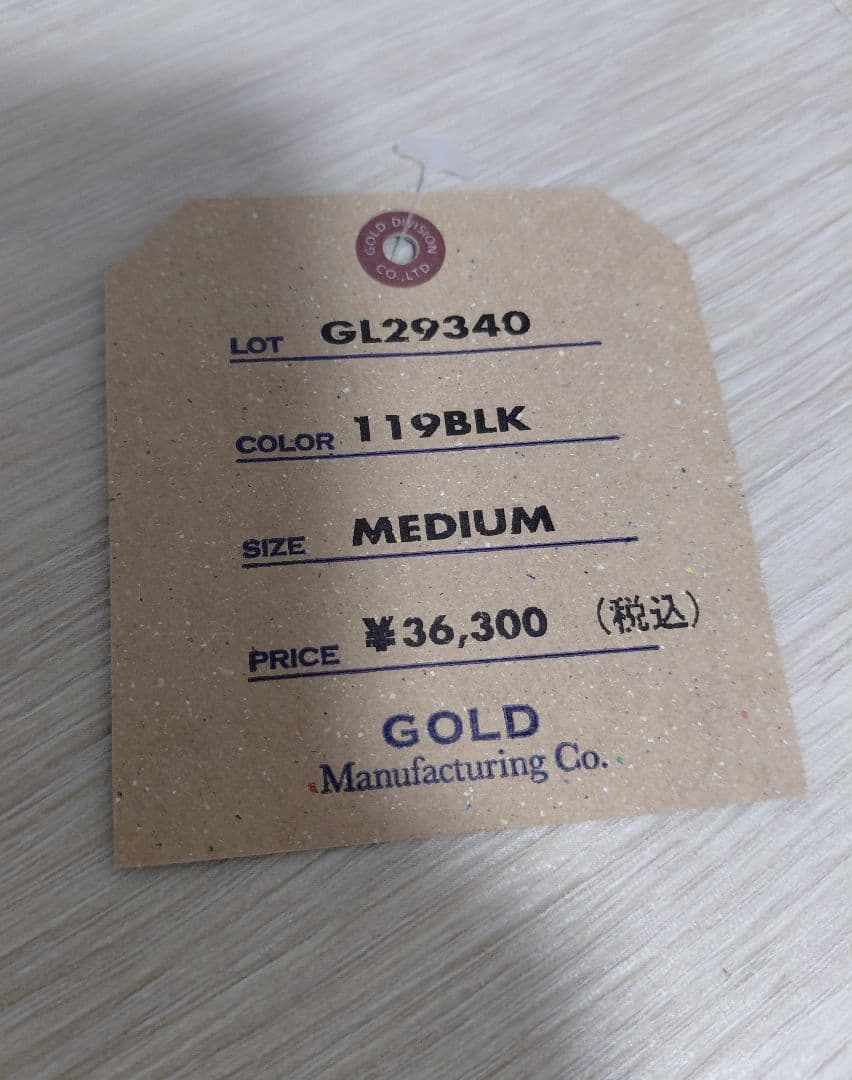 GOLD DIVISION
CO.,LTD.
LOT GL29340
COLOR 119BLK
SIZE MEDIUM
PRICE ¥36,300 (税込)
GOLD
Manufacturing Co.